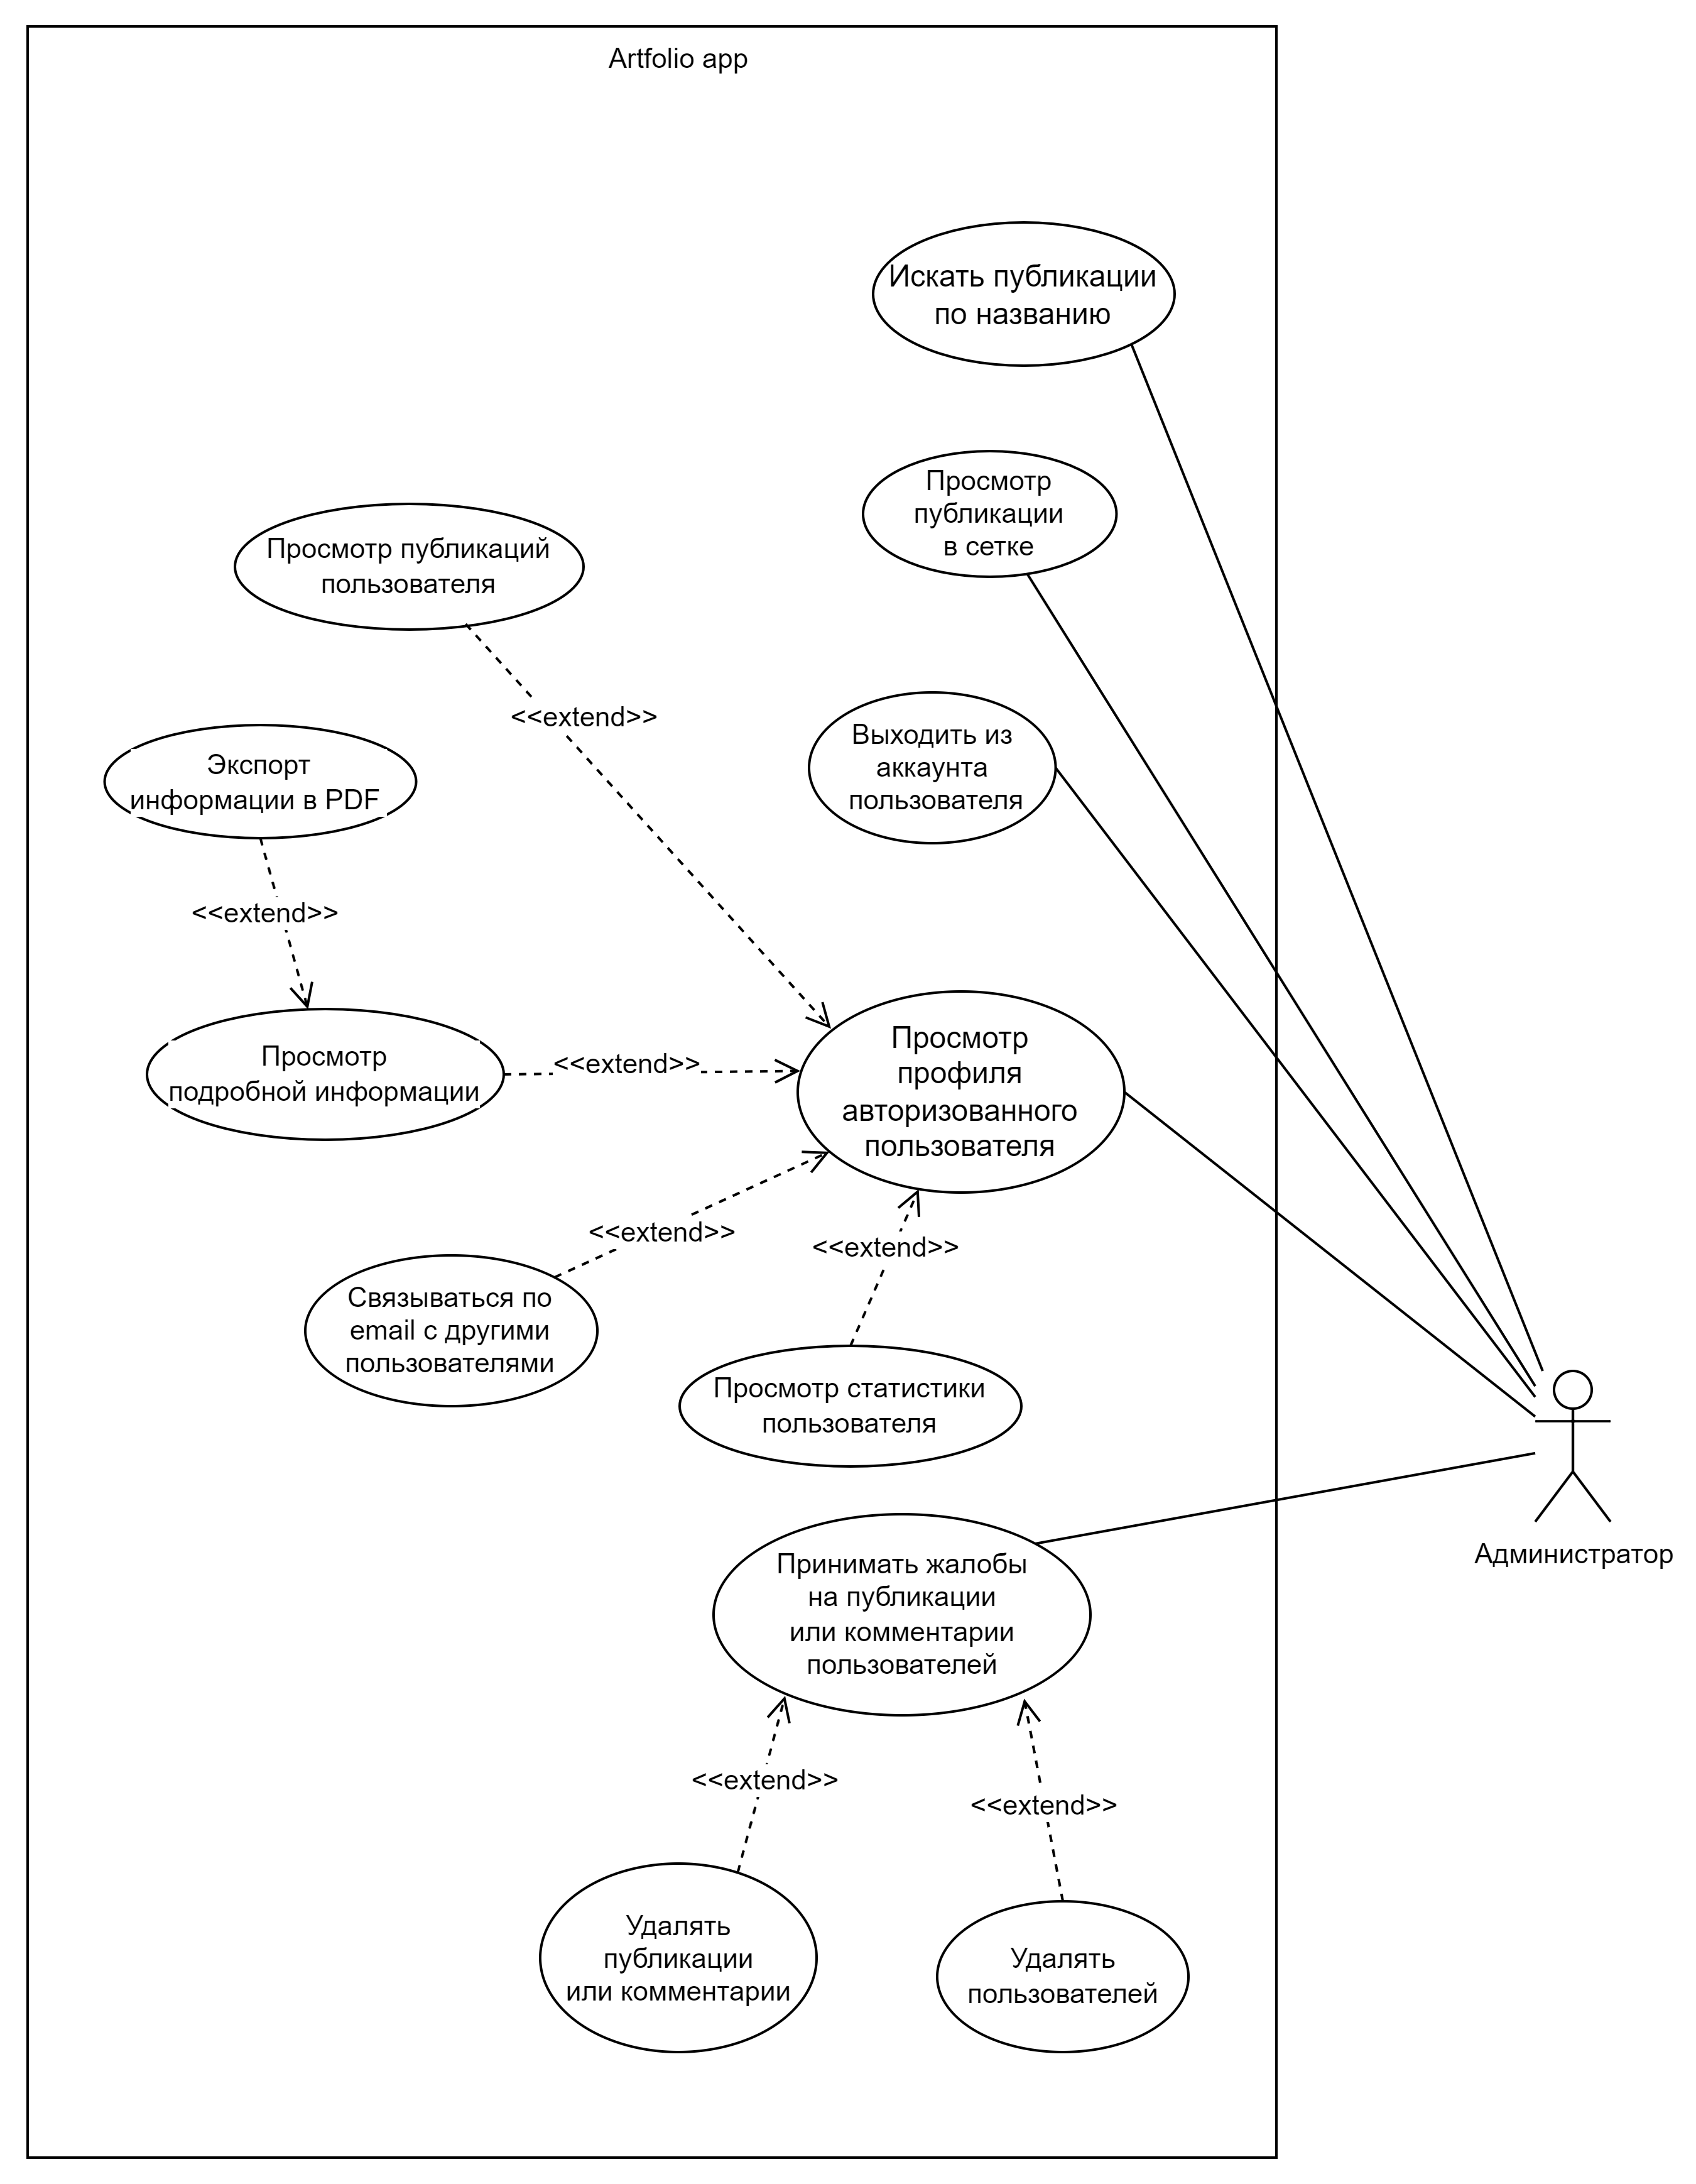 Artfolio app
Искать публикации
по названию
Просмотр
публикации
в сетке
Просмотр публикаций
пользователя
<<extend>>
Выходить из
аккаунта
пользователя
Экспорт
информации в PDF
<<extend>>
Просмотр
подробной информации
<<extend>>
Просмотр
профиля
авторизованного
пользователя
<<extend>>
<<extend>>
Связываться по
email с другими
пользователями
Просмотр статистики
пользователя
Администратор
Принимать жалобы
на публикации
или комментарии
пользователей
<<extend>>
<<extend>>
Удалять
публикации
или комментарии
Удалять
пользователей